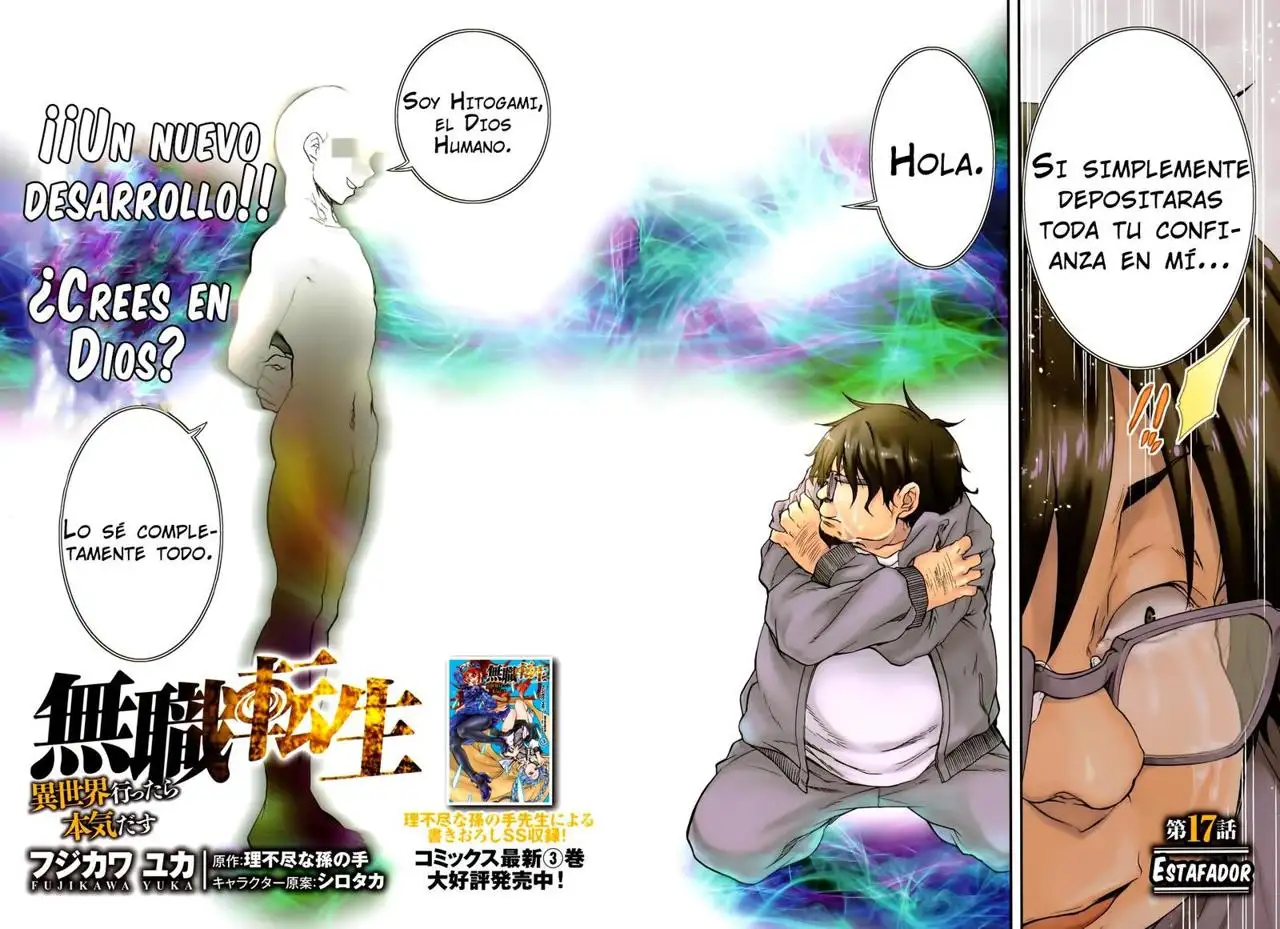 SI SIMPLEMENTE
DEPOSITARAS
TODA TU CONFI-
ANZA EN MÍ...
!!
第17話
ESTAFADOR
HOLA.
SOY HITOGAMI,
EL DIOS
HUMANO.
¡¡UN NUEVO
DESARROLLO!!
¿CREES EN
DIOS?
LO SÉ COMPLE-
TAMENTE TODO.
無職転生
異世界行ったら
本気だす
フジカワ ユカ
FUJIKAWA YUKA
原作:理不尽な孫の手
キャラクター原案:シロタカ
無職転生
理不尽な孫の手先生による
書きおろしSS収録!
コミックス最新③巻
大好評発売中!